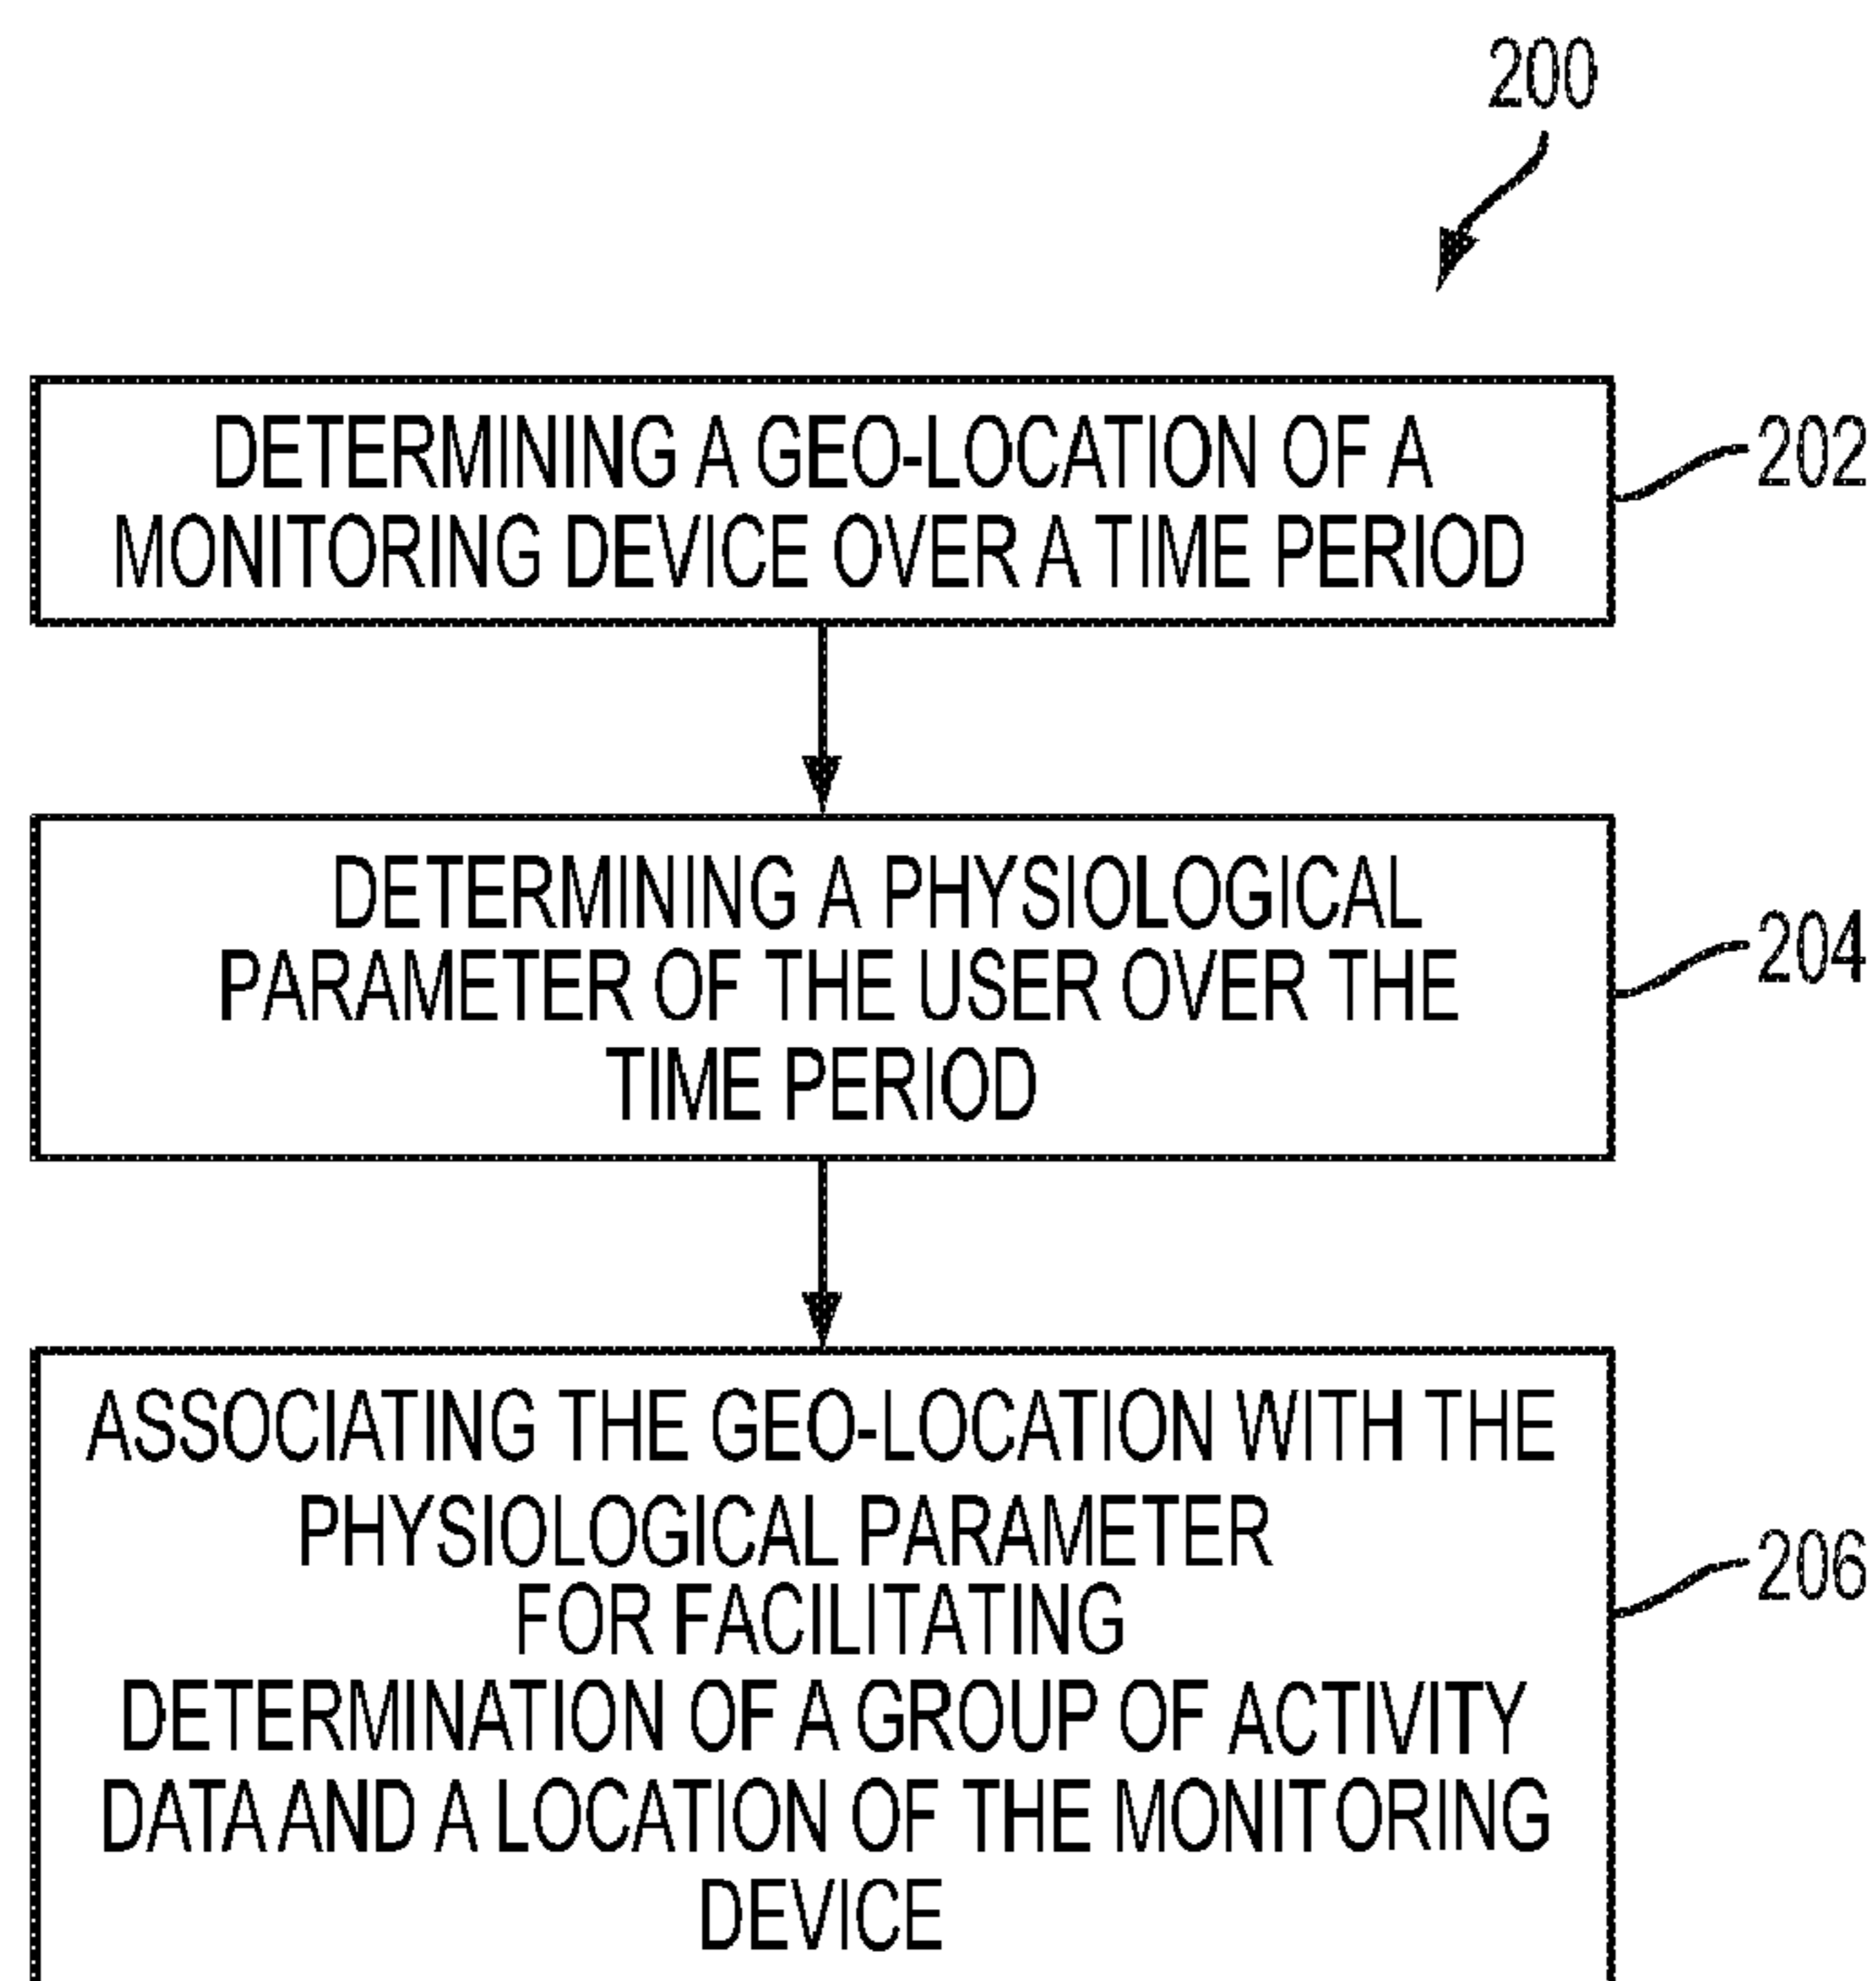 200
DETERMINING A GEO-LOCATION OF A
MONITORING DEVICE OVER A TIME PERIOD
202
DETERMINING A PHYSIOLOGICAL
PARAMETER OF THE USER OVER THE
TIME PERIOD
204
ASSOCIATING THE GEO-LOCATION WITH THE
PHYSIOLOGICAL PARAMETER
FOR FACILITATING
DETERMINATION OF A GROUP OF ACTIVITY
DATA AND A LOCATION OF THE MONITORING
DEVICE
206